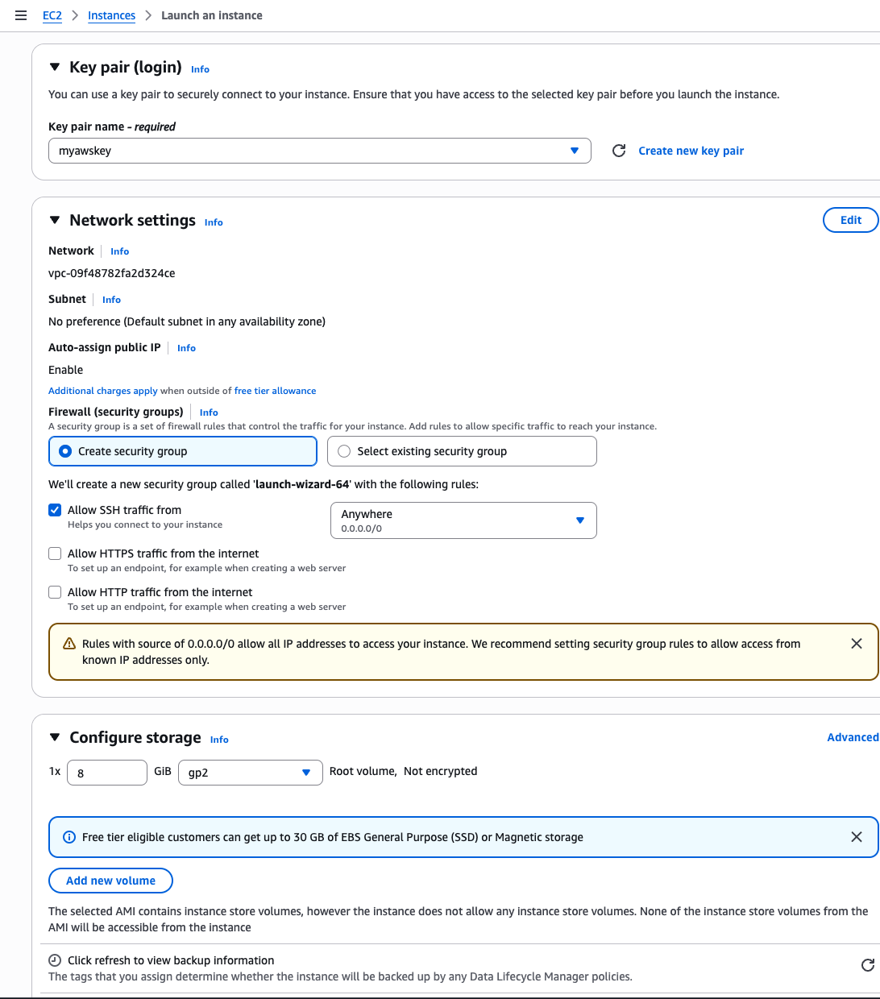 EC2 > Instances > Launch an instance
Key pair (login) Info
You can use a key pair to securely connect to your instance. Ensure that you have access to the selected key pair before you launch the instance.
Key pair name - required
myawskey
Create new key pair
Network settings Info
Edit
Network | Info
vpc-09f48782fa2d324ce
Subnet | Info
No preference (Default subnet in any availability zone)
Auto-assign public IP | Info
Enable
Additional charges apply when outside of free tier allowance
Firewall (security groups) | Info
A security group is a set of firewall rules that control the traffic for your instance. Add rules to allow specific traffic to reach your instance.
Create security group
Select existing security group
We'll create a new security group called 'launch-wizard-64' with the following rules:
Allow SSH traffic from
Helps you connect to your instance
Anywhere
0.0.0.0/0
Allow HTTPS traffic from the internet
To set up an endpoint, for example when creating a web server
Allow HTTP traffic from the internet
To set up an endpoint, for example when creating a web server
Rules with source of 0.0.0.0/0 allow all IP addresses to access your instance. We recommend setting security group rules to allow access from
known IP addresses only.
Configure storage Info
Advanced
1x 8 GiB gp2 Root volume, Not encrypted
Free tier eligible customers can get up to 30 GB of EBS General Purpose (SSD) or Magnetic storage
Add new volume
The selected AMI contains instance store volumes, however the instance does not allow any instance store volumes. None of the instance store volumes from the
AMI will be accessible from the instance
Click refresh to view backup information
The tags that you assign determine whether the instance will be backed up by any Data Lifecycle Manager policies.